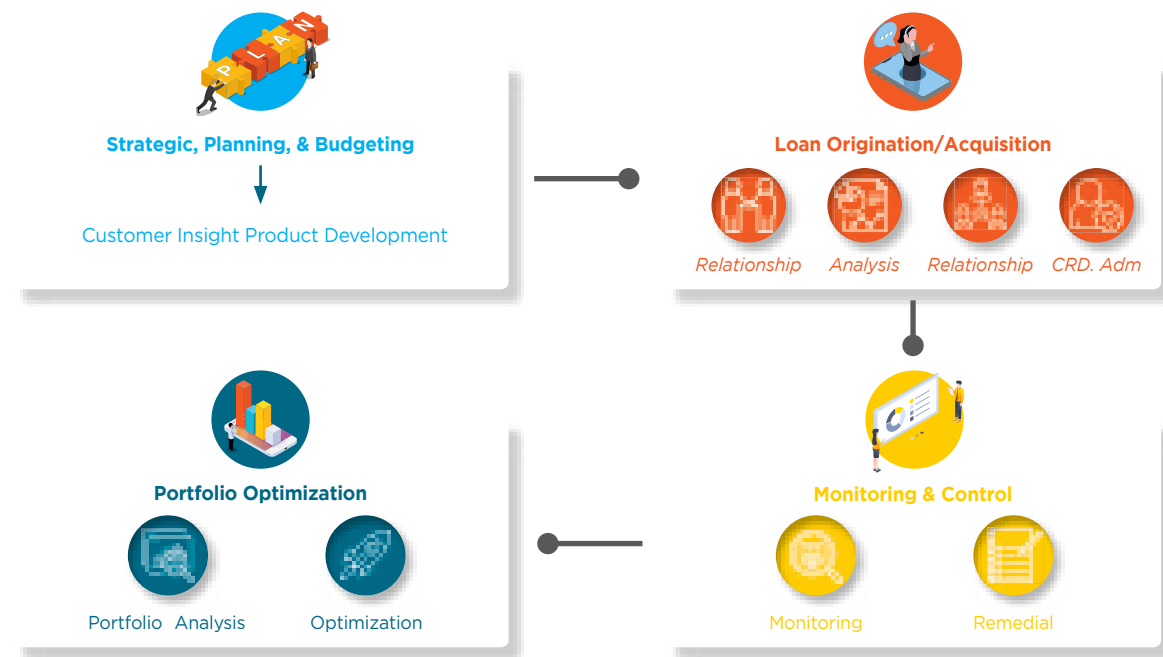 PLAN
Strategic, Planning, & Budgeting
Customer Insight Product Development
Loan Origination/Acquisition
Relationship
Analysis
Relationship
CRD. Adm
Portfolio Optimization
Portfolio Analysis
Optimization
Monitoring & Control
Monitoring
Remedial